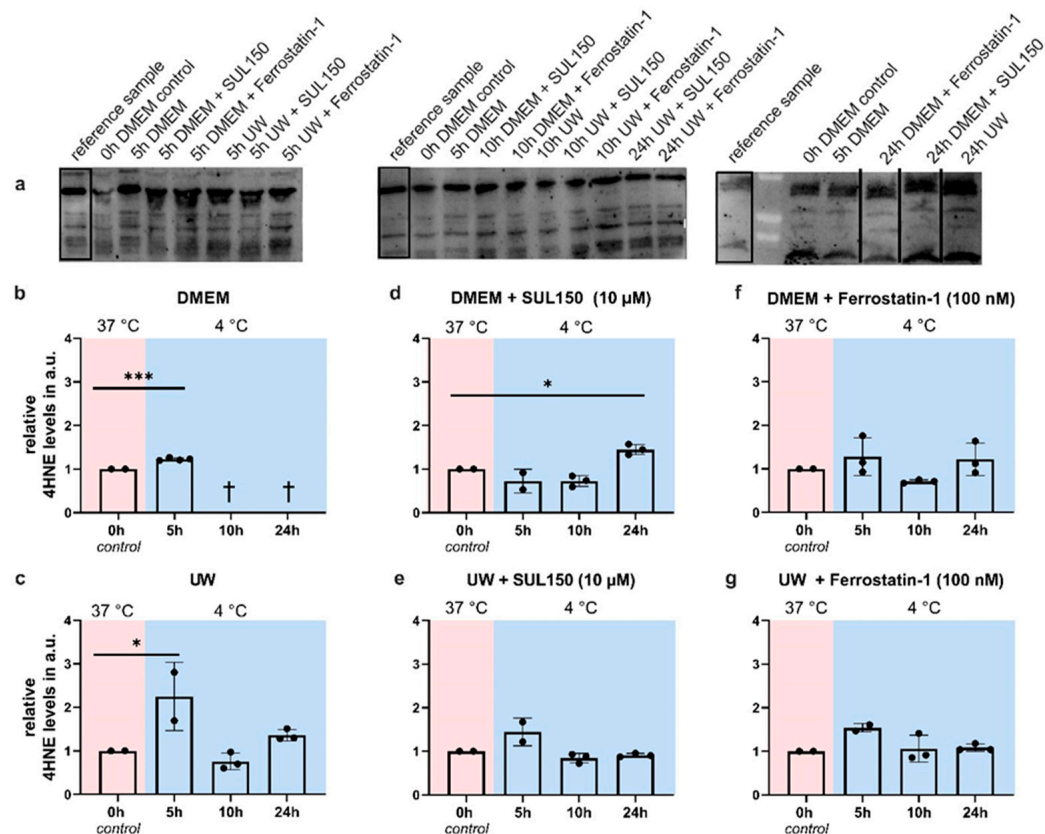 reference sample
0h DMEM control
5h DMEM
5h DMEM + SUL150
5h DMEM + Ferrostatin-1
5h UW
5h UW + SUL150
5h UW + Ferrostatin-1
reference sample
0h DMEM control
5h DMEM
10h DMEM + SUL150
10h DMEM + Ferrostatin-1
10h UW
10h UW + SUL150
10h UW + Ferrostatin-1
24h UW + SUL150
24h UW + Ferrostatin-1
reference sample
0h DMEM control
5h DMEM
24h DMEM + Ferrostatin-1
24h DMEM + SUL150
24h UW
a
b
DMEM
37 °C
4 °C
relative
4HNE levels in a.u.
4
3
2
1
0
***
†
†
0h
5h
10h
24h
control
d
DMEM + SUL150 (10 µM)
37 °C
4 °C
4
3
2
1
0
*
0h
5h
10h
24h
control
f
DMEM + Ferrostatin-1 (100 nM)
37 °C
4 °C
4
3
2
1
0
0h
5h
10h
24h
control
c
UW
37 °C
4 °C
relative
4HNE levels in a.u.
4
3
2
1
0
*
0h
5h
10h
24h
control
e
UW + SUL150 (10 µM)
37 °C
4 °C
4
3
2
1
0
0h
5h
10h
24h
control
g
UW + Ferrostatin-1 (100 nM)
37 °C
4 °C
4
3
2
1
0
0h
5h
10h
24h
control